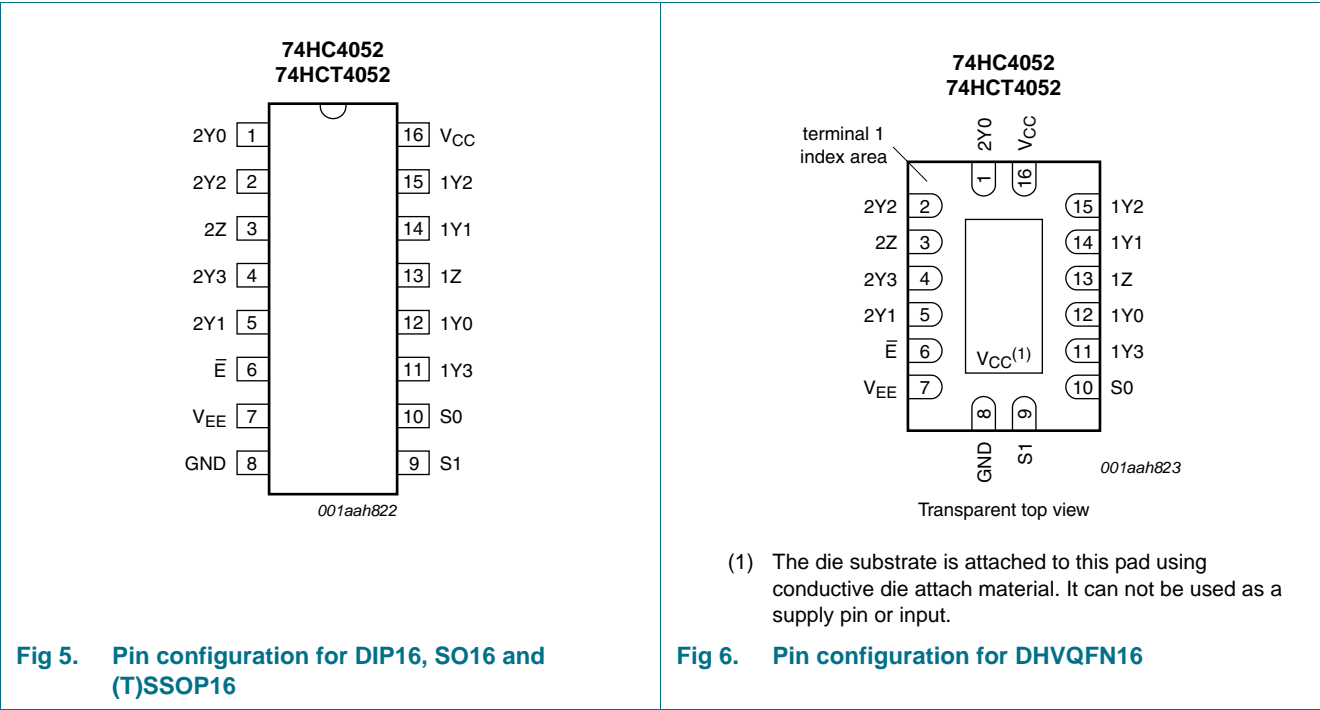 74HC4052
74HCT4052
2Y0 1 16 VCC
2Y2 2 15 1Y2
2Z 3 14 1Y1
2Y3 4 13 1Z
2Y1 5 12 1Y0
E̅ 6 11 1Y3
VEE 7 10 S0
GND 8 9 S1
001aah822
Fig 5. Pin configuration for DIP16, SO16 and
(T)SSOP16
74HC4052
74HCT4052
terminal 1
index area
2Y0 VCC
1 16
2Y2 2 15 1Y2
2Z 3 14 1Y1
2Y3 4 13 1Z
2Y1 5 12 1Y0
E̅ 6 VCC(1) 11 1Y3
VEE 7 10 S0
8 9
GND S1
001aah823
Transparent top view
(1) The die substrate is attached to this pad using
conductive die attach material. It can not be used as a
supply pin or input.
Fig 6. Pin configuration for DHVQFN16